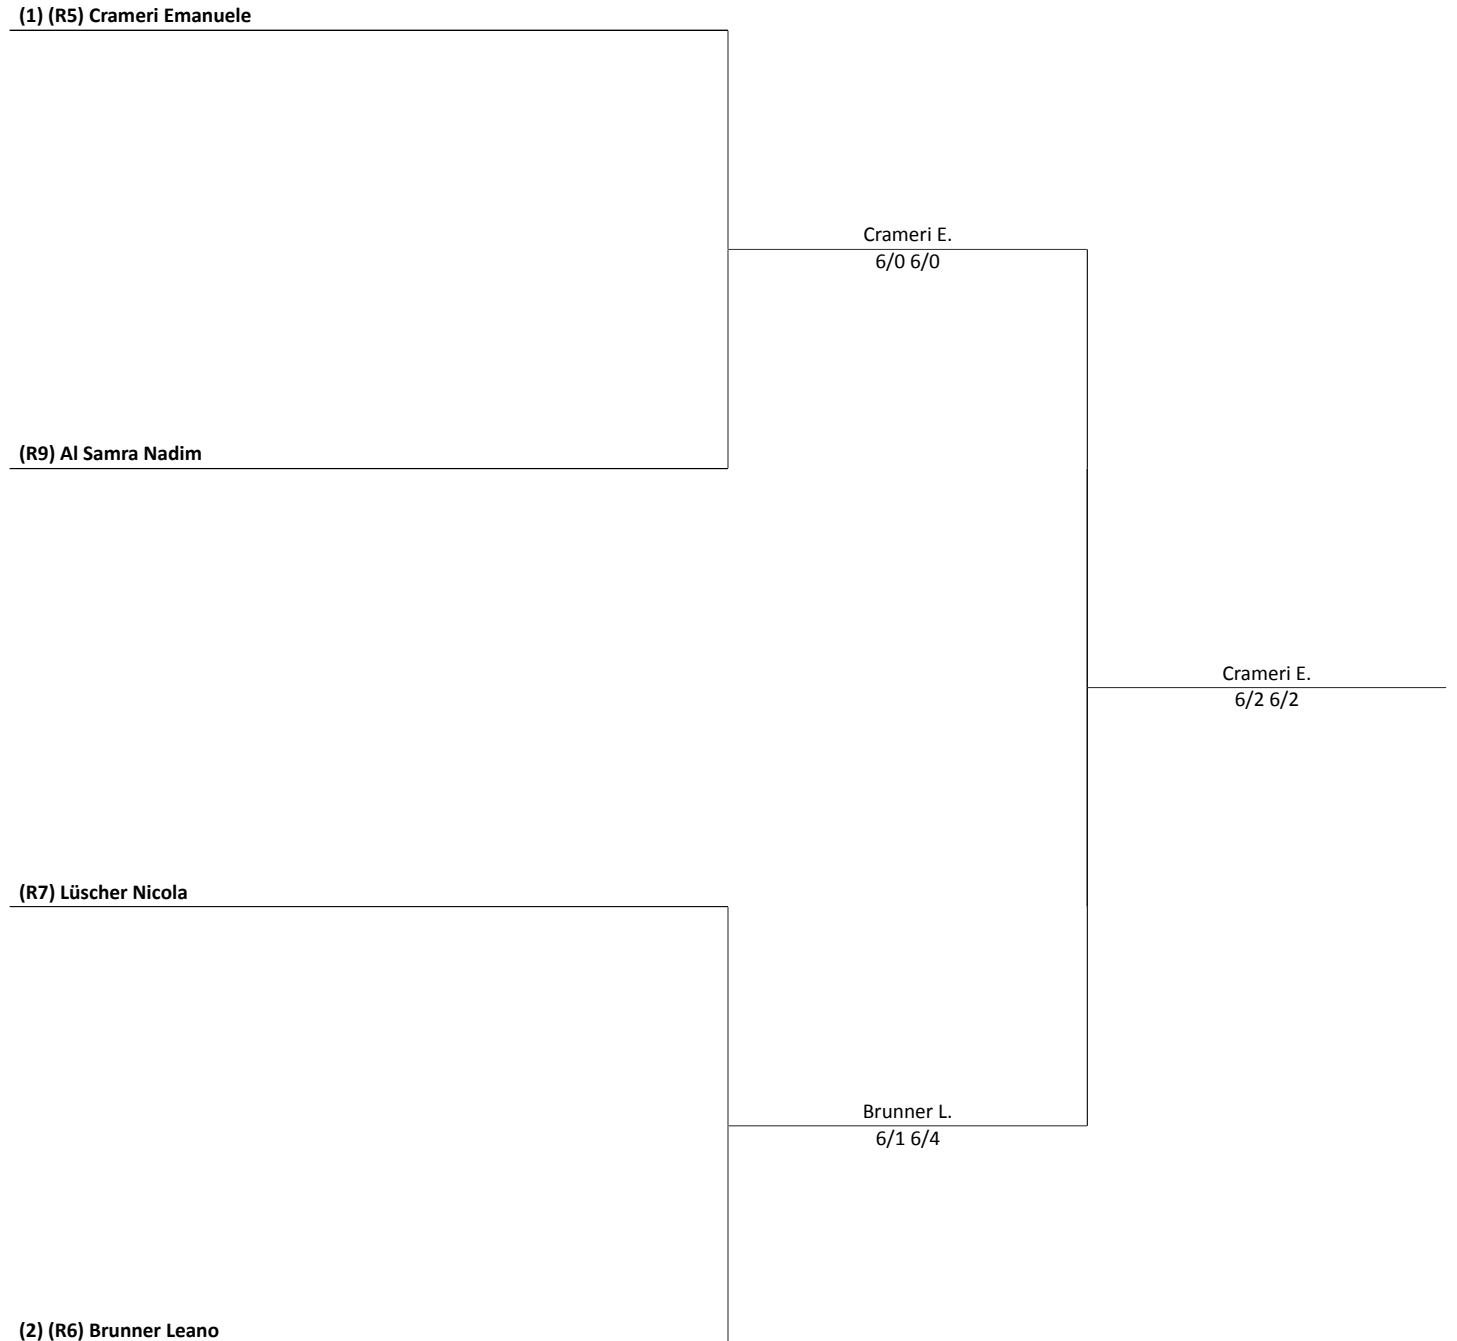 (1) (R5) Crameri Emanuele
Crameri E.
6/0 6/0
(R9) Al Samra Nadim
Crameri E.
6/2 6/2
(R7) Lüscher Nicola
Brunner L.
6/1 6/4
(2) (R6) Brunner Leano